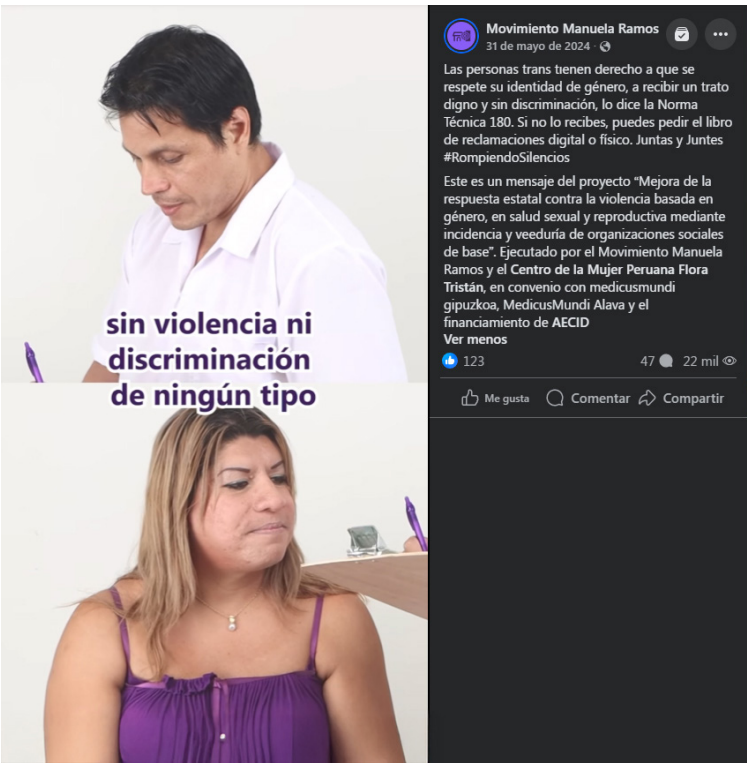 sin violencia ni
discriminación
de ningún tipo
Movimiento Manuela Ramos
31 de mayo de 2024 ·
Las personas trans tienen derecho a que se
respete su identidad de género, a recibir un trato
digno y sin discriminación, lo dice la Norma
Técnica 180. Si no lo recibes, puedes pedir el libro
de reclamaciones digital o físico. Juntas y Juntes
#RompiendoSilencios
Este es un mensaje del proyecto “Mejora de la
respuesta estatal contra la violencia basada en
género, en salud sexual y reproductiva mediante
incidencia y veeduría de organizaciones sociales
de base”. Ejecutado por el Movimiento Manuela
Ramos y el Centro de la Mujer Peruana Flora
Tristán, en convenio con medicusmundi
gipuzkoa, MedicusMundi Alava y el
financiamiento de AECID
Ver menos
123 47 22 mil
Me gusta Comentar Compartir